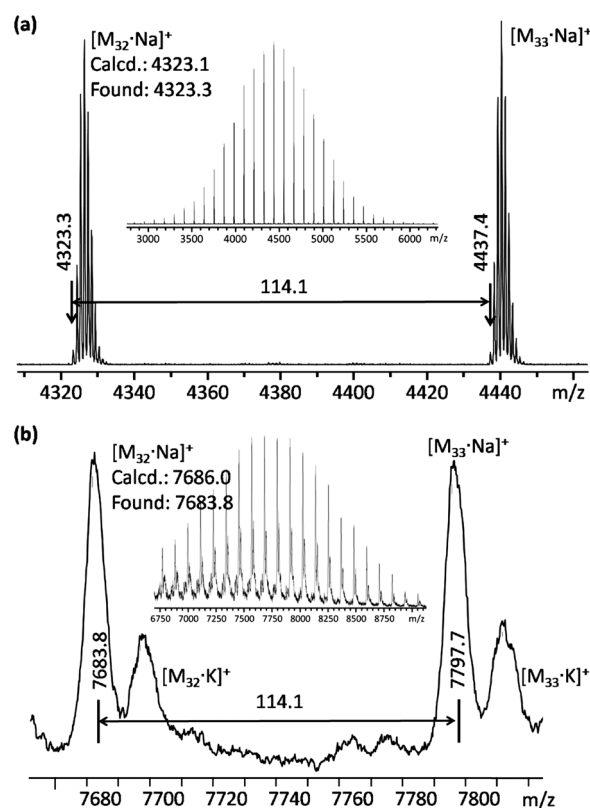 (a)
[M₃₂·Na]⁺
Calcd.: 4323.1
Found: 4323.3
[M₃₃·Na]⁺
3000 3500 4000 4500 5000 5500 6000 m/z
4323.3
4437.4
114.1
4320 4340 4360 4380 4400 4420 4440 m/z
(b)
[M₃₂·Na]⁺
Calcd.: 7686.0
Found: 7683.8
[M₃₃·Na]⁺
6750 7000 7250 7500 7750 8000 8250 8500 8750 m/z
7683.8
[M₃₂·K]⁺
7797.7
[M₃₃·K]⁺
114.1
7680 7700 7720 7740 7760 7780 7800 m/z